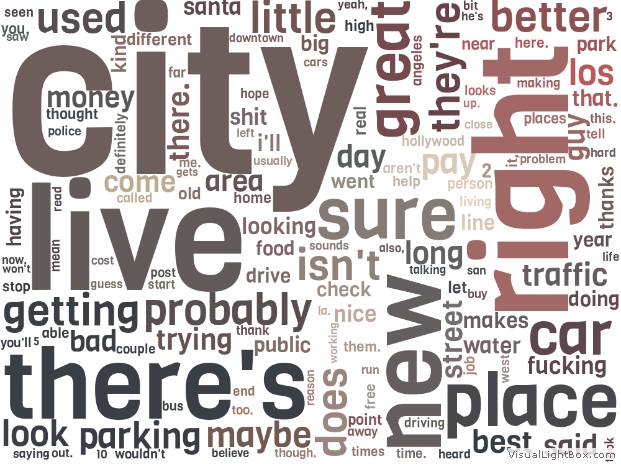 seen used santa little yeah, great they're bit better 3
you, saw kind different downtown high he's
big cars near here. park
city
far hope angeles looks up. making los
money there. shit real that.
thought police definitely left i'll close places guy this. tell
usually hollywood right hard
me. gets day aren't pay 2 it, problem
come area went help person thanks
called old home living
having live read sure line
looking year
now, won't mean cost food sounds also, long life
isn't talking san traffic
stop guess post start drive check let buy doing
getting probably la. nice new street makes car
you'll 5 able bad couple trying thank public them. working water
fucking
there's reason does run free job west place
bus end too. point away driving
look parking maybe best said
saying out. 10 wouldn't believe though. times time. heard
VisualLightBox.com